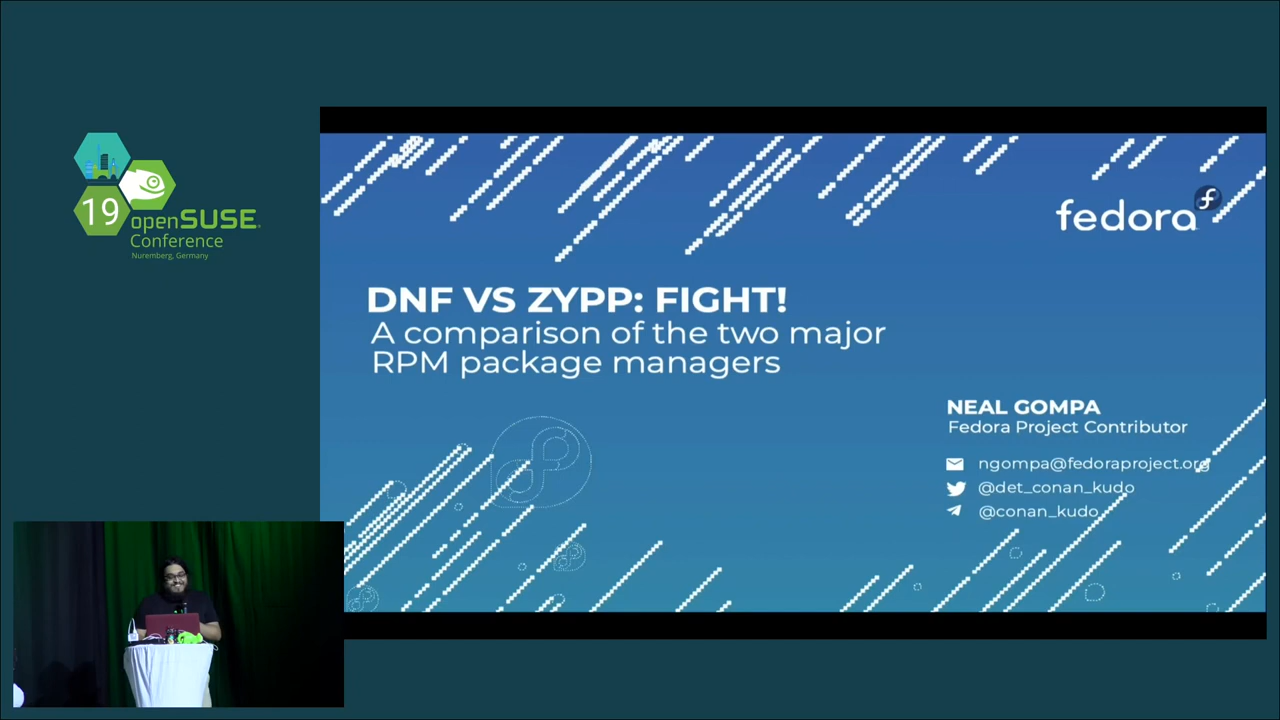 19
openSUSE
Conference
Nuremberg, Germany
fedora
DNF VS ZYPP: FIGHT!
A comparison of the two major
RPM package managers
NEAL GOMPA
Fedora Project Contributor
ngompa@fedoraproject.org
@det_conan_kudo
@conan_kudo